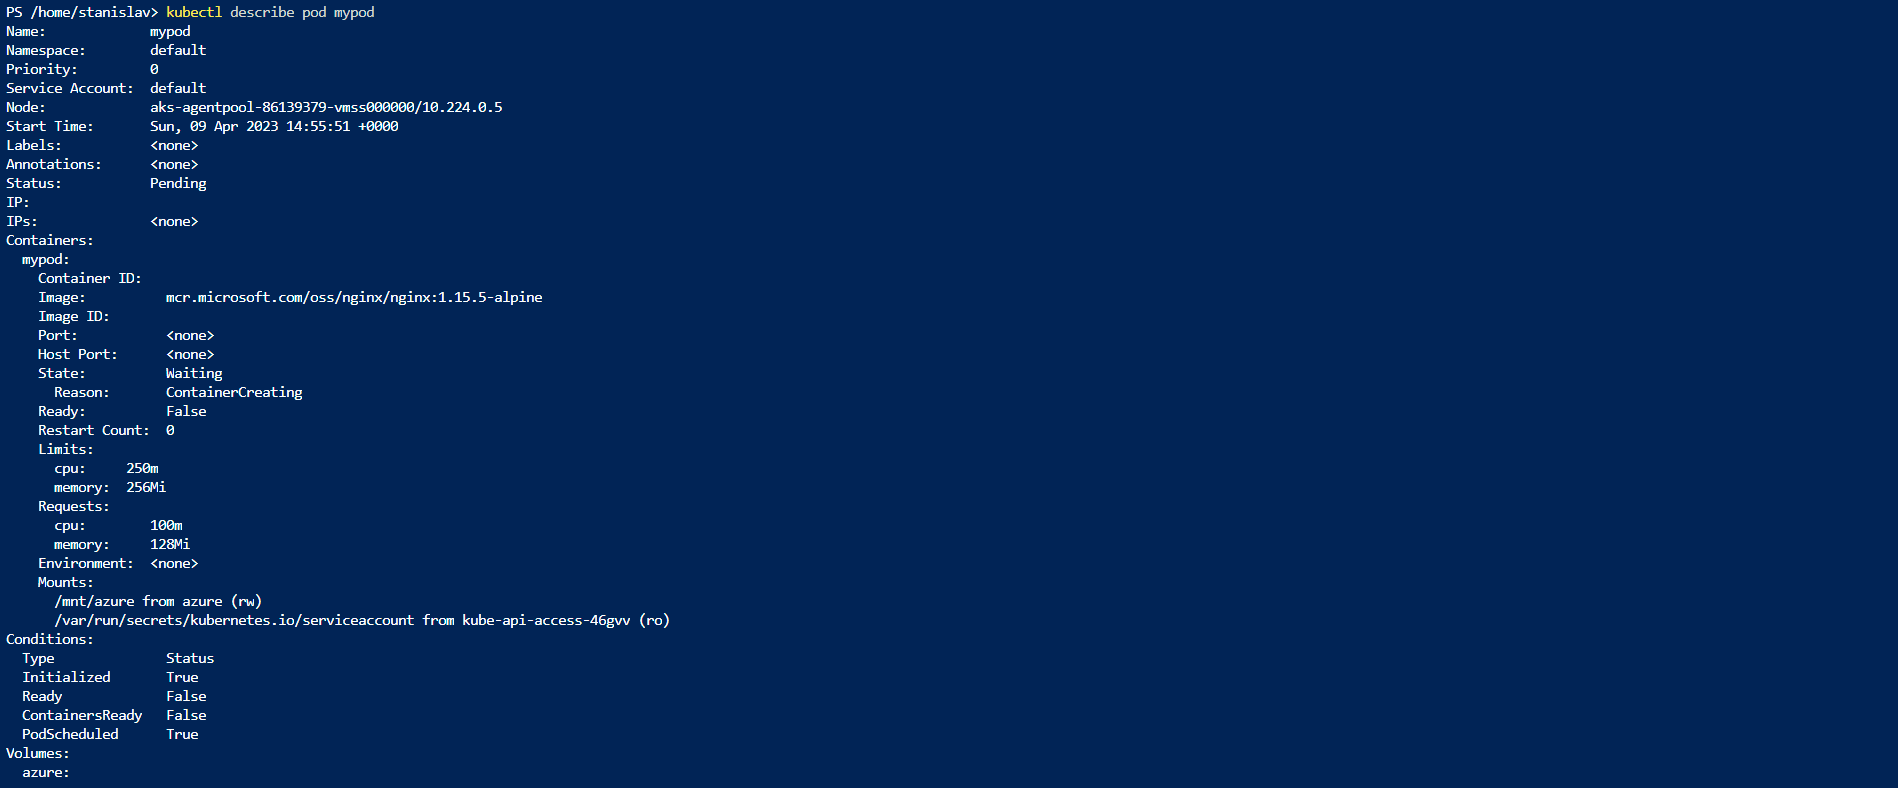 PS /home/stanislav> kubectl describe pod mypod
Name:             mypod
Namespace:        default
Priority:         0
Service Account:  default
Node:             aks-agentpool-86139379-vmss000000/10.224.0.5
Start Time:       Sun, 09 Apr 2023 14:55:51 +0000
Labels:           <none>
Annotations:      <none>
Status:           Pending
IP:
IPs:              <none>
Containers:
  mypod:
    Container ID:
    Image:          mcr.microsoft.com/oss/nginx/nginx:1.15.5-alpine
    Image ID:
    Port:           <none>
    Host Port:      <none>
    State:          Waiting
      Reason:       ContainerCreating
    Ready:          False
    Restart Count:  0
    Limits:
      cpu:     250m
      memory:  256Mi
    Requests:
      cpu:        100m
      memory:     128Mi
    Environment:  <none>
    Mounts:
      /mnt/azure from azure (rw)
      /var/run/secrets/kubernetes.io/serviceaccount from kube-api-access-46gvv (ro)
Conditions:
  Type              Status
  Initialized       True
  Ready             False
  ContainersReady   False
  PodScheduled      True
Volumes:
  azure: